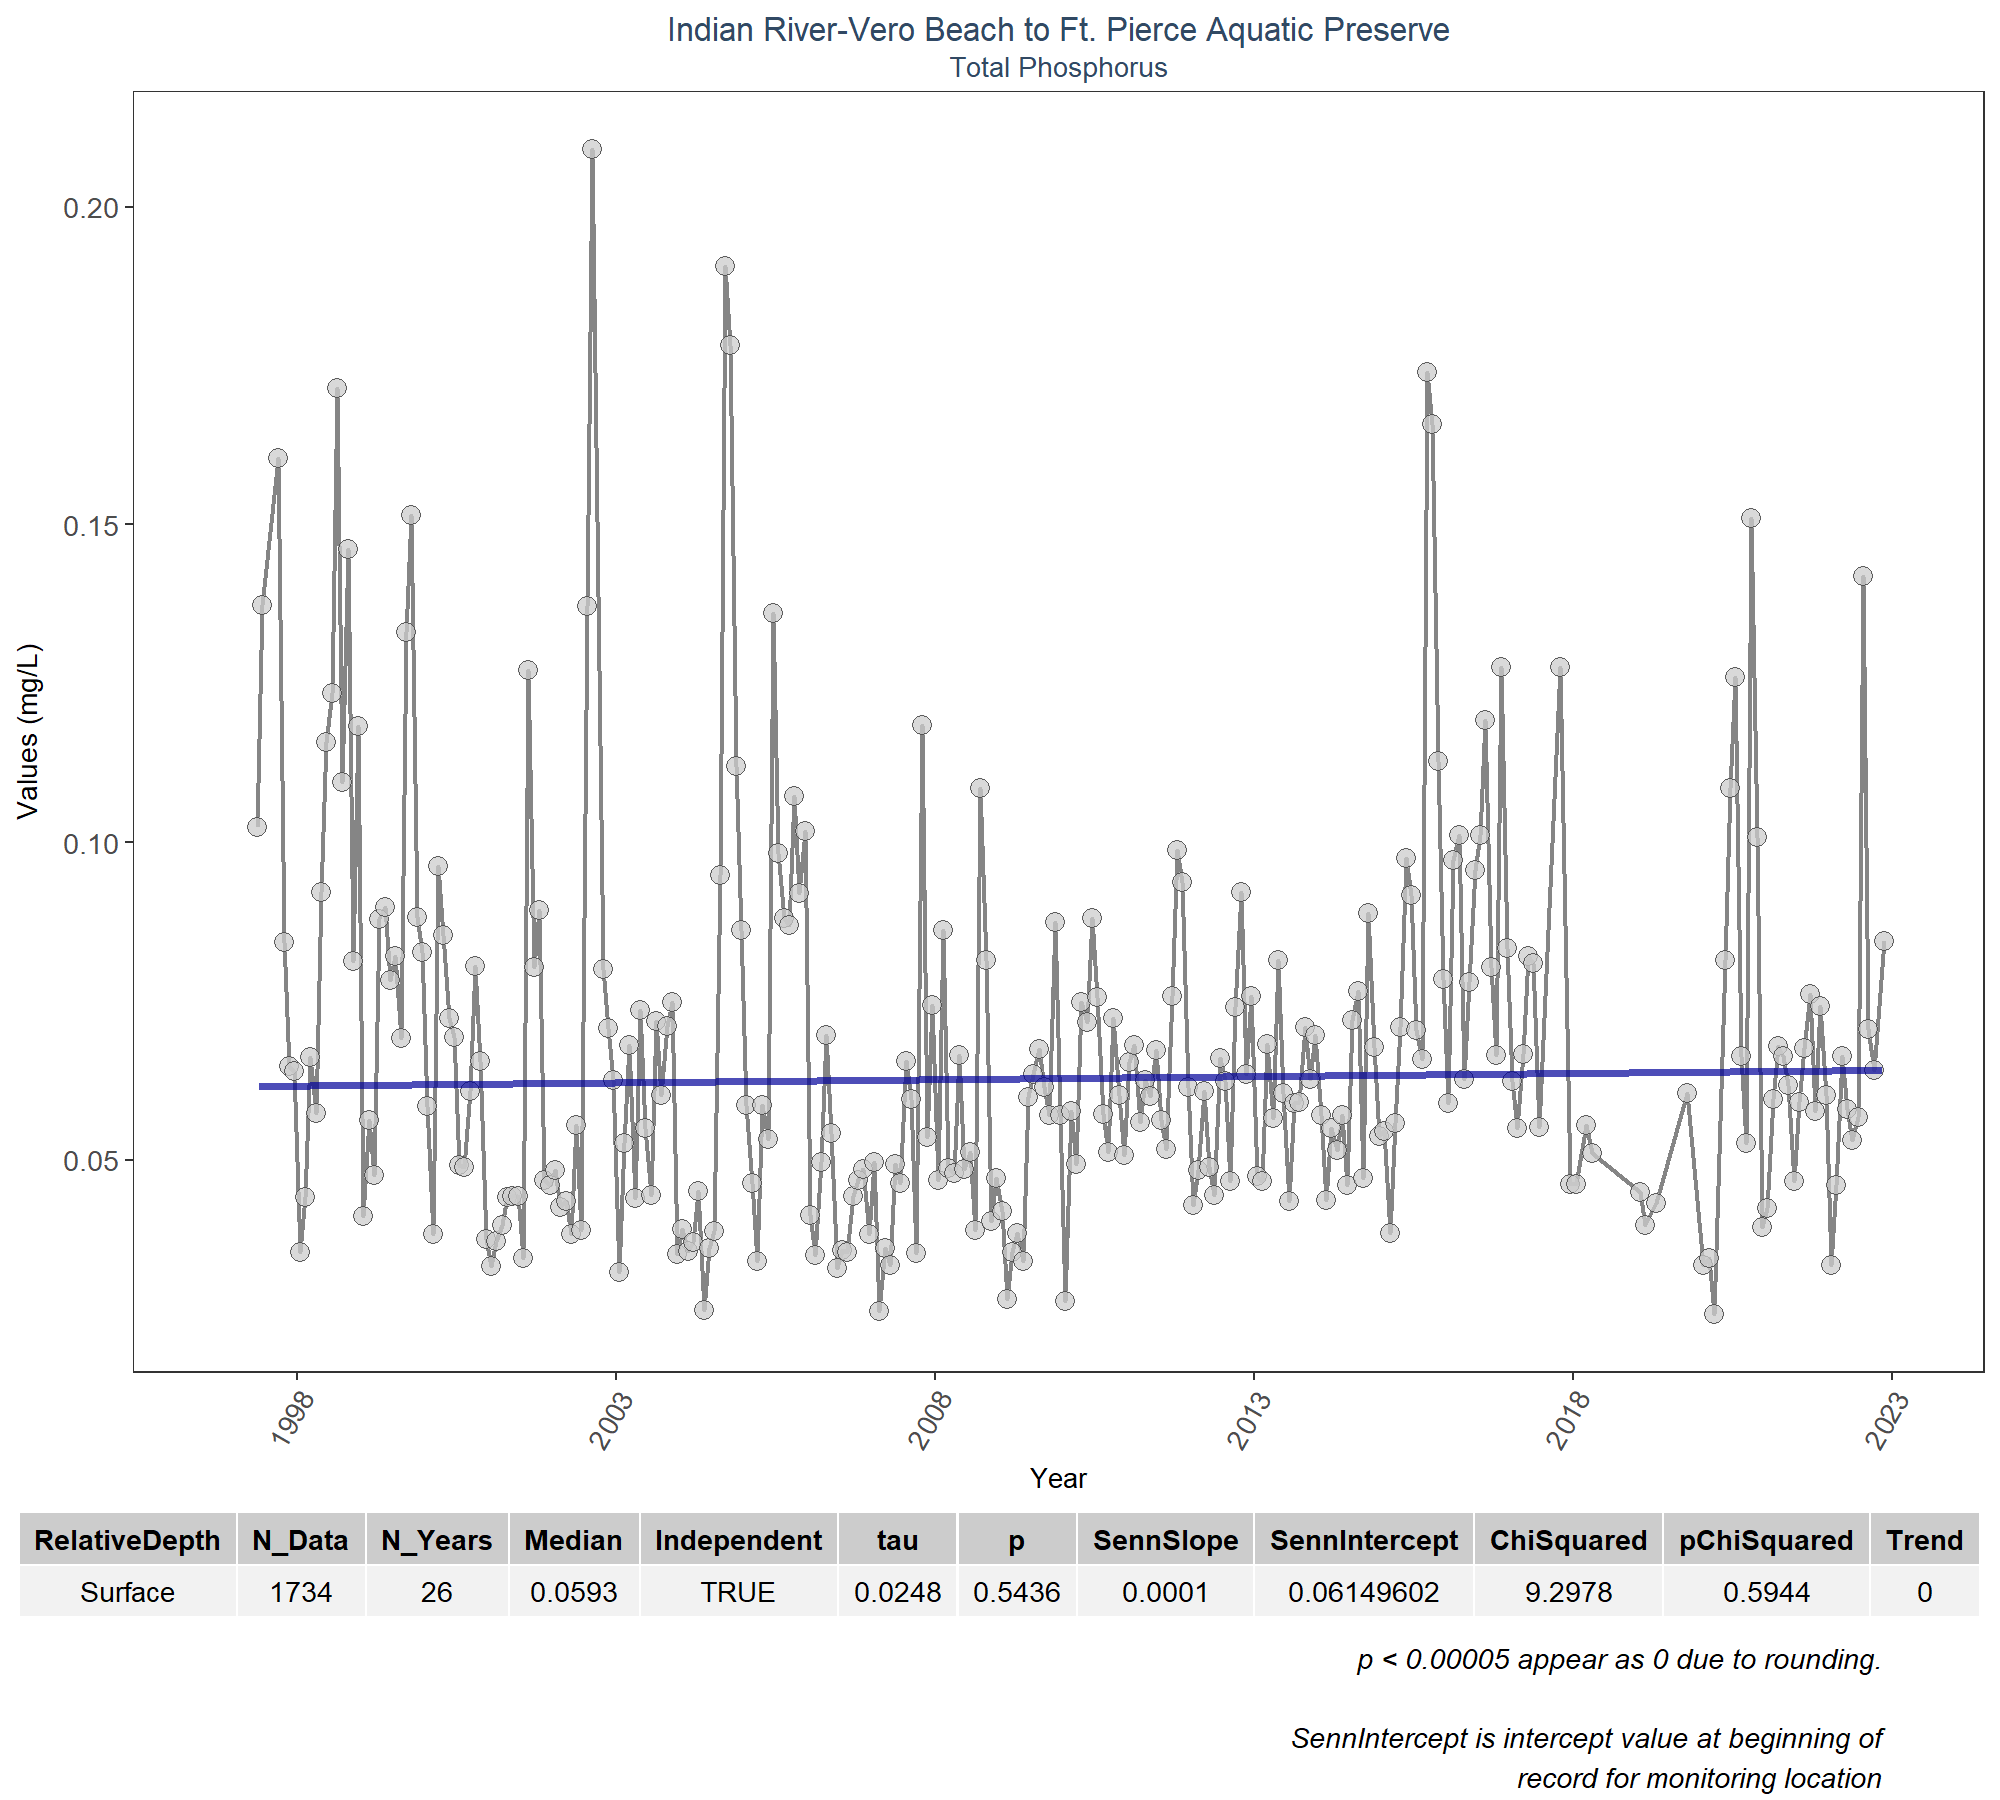 Indian River-Vero Beach to Ft. Pierce Aquatic Preserve
Total Phosphorus
Values (mg/L)
0.20
0.15
0.10
0.05
1998 2003 2008 2013 2018 2023
Year
RelativeDepth N_Data N_Years Median Independent tau p SennSlope SennIntercept ChiSquared pChiSquared Trend
Surface 1734 26 0.0593 TRUE 0.0248 0.5436 0.0001 0.06149602 9.2978 0.5944 0
p < 0.00005 appear as 0 due to rounding.
SennIntercept is intercept value at beginning of
record for monitoring location